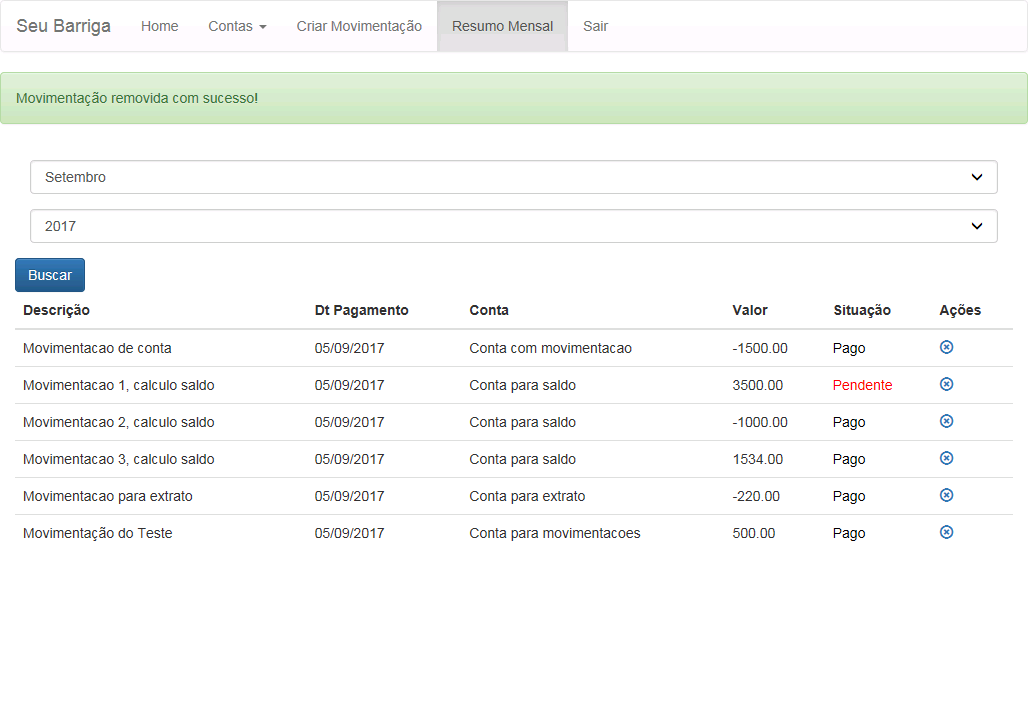 Seu Barriga Home Contas Criar Movimentação Resumo Mensal Sair
Movimentação removida com sucesso!
Setembro
2017
Buscar
Descrição Dt Pagamento Conta Valor Situação Ações
Movimentacao de conta 05/09/2017 Conta com movimentacao -1500.00 Pago
Movimentacao 1, calculo saldo 05/09/2017 Conta para saldo 3500.00 Pendente
Movimentacao 2, calculo saldo 05/09/2017 Conta para saldo -1000.00 Pago
Movimentacao 3, calculo saldo 05/09/2017 Conta para saldo 1534.00 Pago
Movimentacao para extrato 05/09/2017 Conta para extrato -220.00 Pago
Movimentação do Teste 05/09/2017 Conta para movimentacoes 500.00 Pago